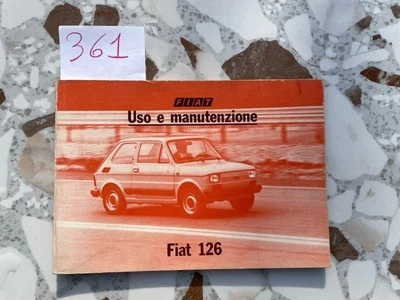 361
FIAT
Uso e manutenzione
Fiat 126